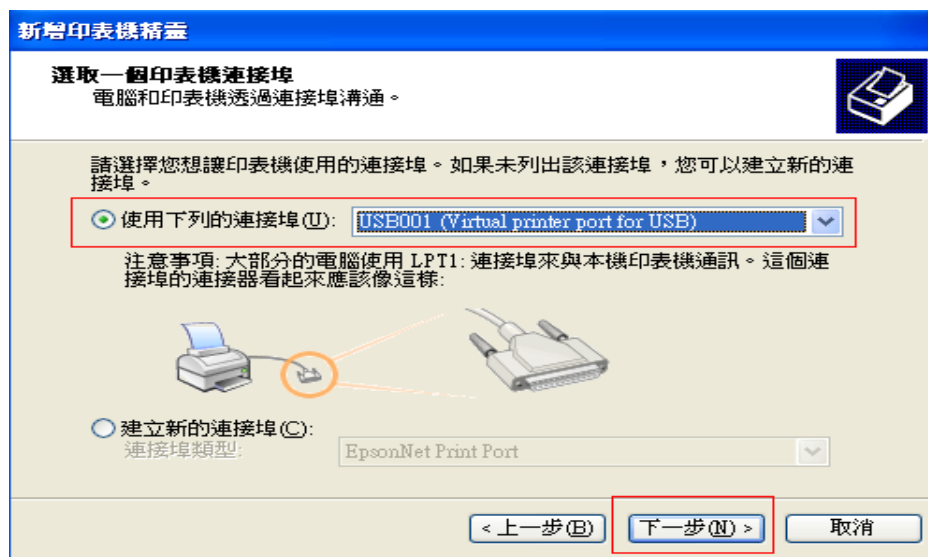 新增印表機精靈
選取一個印表機連接埠
電腦和印表機透過連接埠溝通。
請選擇您想讓印表機使用的連接埠。如果未列出該連接埠，您可以建立新的連
接埠。
使用下列的連接埠(U): USB001 (Virtual printer port for USB)
注意事項: 大部分的電腦使用 LPT1: 連接埠來與本機印表機通訊。這個連
接埠的連接器看起來應該像這樣:
建立新的連接埠(C):
連接埠類型: EpsonNet Print Port
< 上一步(B) 下一步(N) > 取消